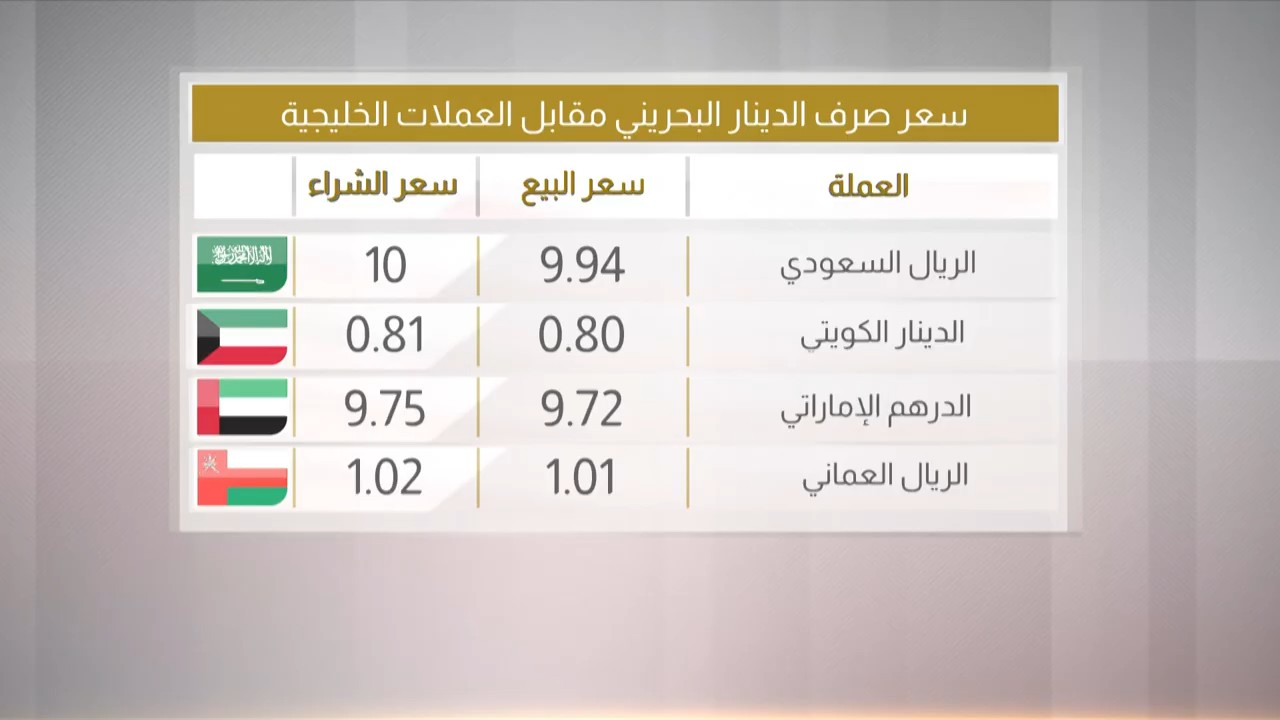 سعر صرف الدينار البحريني مقابل العملات الخليجية
العملة سعر البيع سعر الشراء
الريال السعودي 9.94 10
الدينار الكويتي 0.80 0.81
الدرهم الإماراتي 9.72 9.75
الريال العماني 1.01 1.02